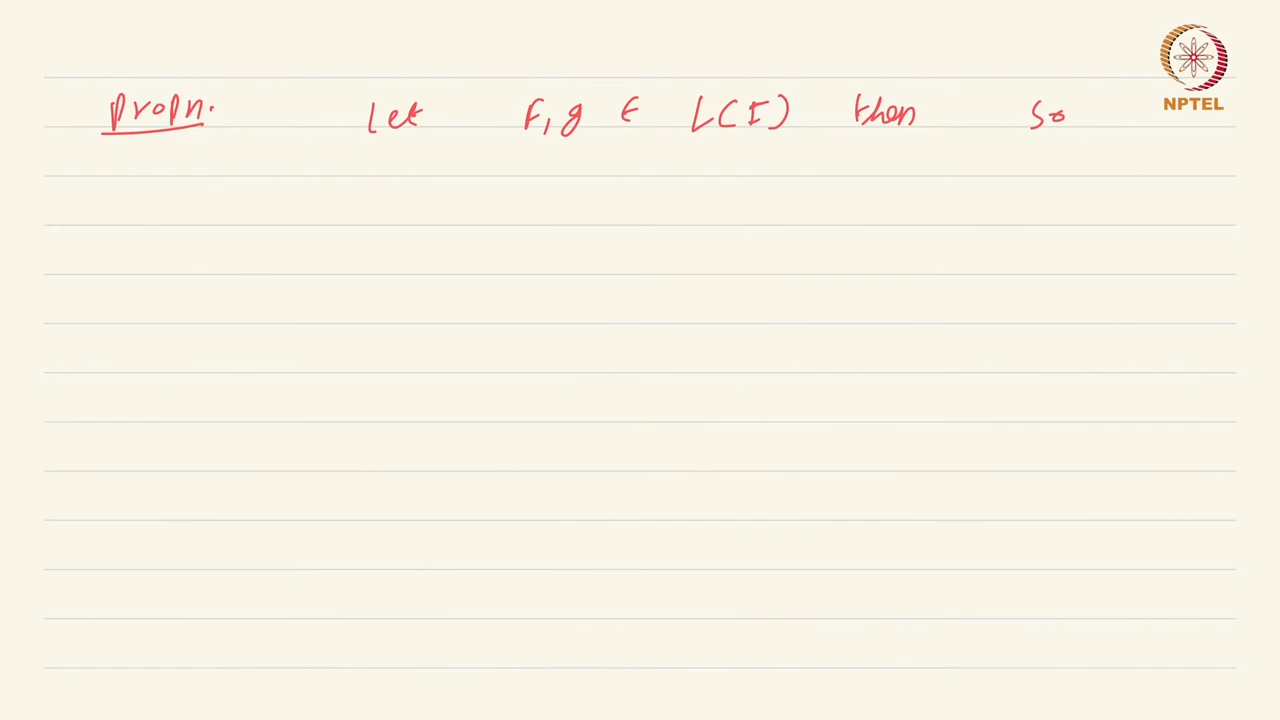 Propn. Let F, g ∈ L(I) then so
NPTEL